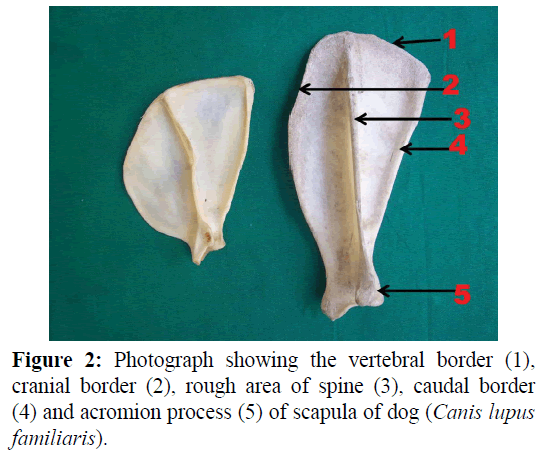 1
2
3
4
5
Figure 2: Photograph showing the vertebral border (1),
cranial border (2), rough area of spine (3), caudal border
(4) and acromion process (5) of scapula of dog (Canis lupus
familiaris).